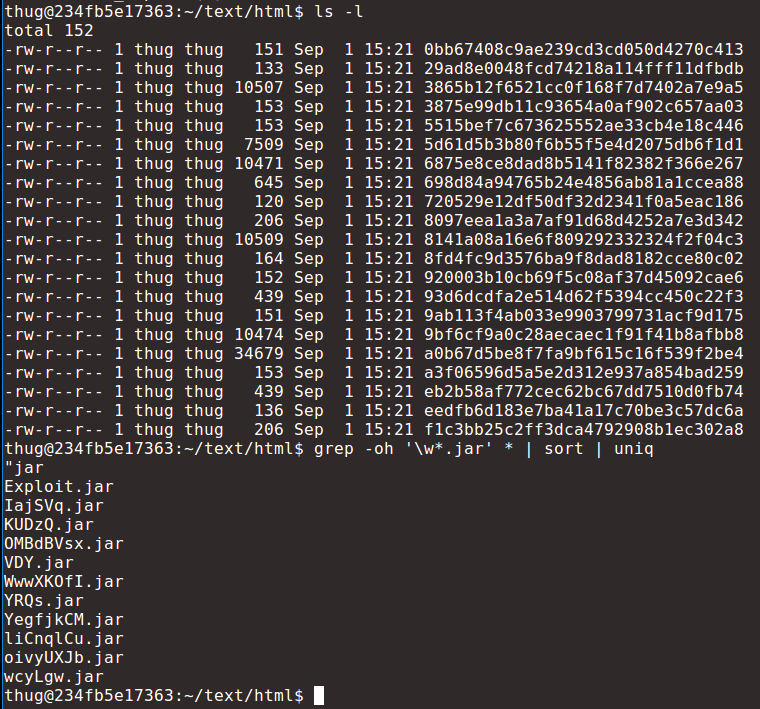 thug@234fb5e17363:~/text/html$ ls -l
total 152
-rw-r--r-- 1 thug thug   151 Sep  1 15:21 0bb67408c9ae239cd3cd050d4270c413
-rw-r--r-- 1 thug thug   133 Sep  1 15:21 29ad8e0048fcd74218a114fff11dfbdb
-rw-r--r-- 1 thug thug 10507 Sep  1 15:21 3865b12f6521cc0f168f7d7402a7e9a5
-rw-r--r-- 1 thug thug   153 Sep  1 15:21 3875e99db11c93654a0af902c657aa03
-rw-r--r-- 1 thug thug   153 Sep  1 15:21 5515bef7c673625552ae33cb4e18c446
-rw-r--r-- 1 thug thug  7509 Sep  1 15:21 5d61d5b3b80f6b55f5e4d2075db6f1d1
-rw-r--r-- 1 thug thug 10471 Sep  1 15:21 6875e8ce8dad8b5141f82382f366e267
-rw-r--r-- 1 thug thug   645 Sep  1 15:21 698d84a94765b24e4856ab81a1ccea88
-rw-r--r-- 1 thug thug   120 Sep  1 15:21 720529e12df50df32d2341f0a5eac186
-rw-r--r-- 1 thug thug   206 Sep  1 15:21 8097eea1a3a7af91d68d4252a7e3d342
-rw-r--r-- 1 thug thug 10509 Sep  1 15:21 8141a08a16e6f809292332324f2f04c3
-rw-r--r-- 1 thug thug   164 Sep  1 15:21 8fd4fc9d3576ba9f8dad8182cce80c02
-rw-r--r-- 1 thug thug   152 Sep  1 15:21 920003b10cb69f5c08af37d45092cae6
-rw-r--r-- 1 thug thug   439 Sep  1 15:21 93d6dcdfa2e514d62f5394cc450c22f3
-rw-r--r-- 1 thug thug   151 Sep  1 15:21 9ab113f4ab033e9903799731acf9d175
-rw-r--r-- 1 thug thug 10474 Sep  1 15:21 9bf6cf9a0c28aecaec1f91f41b8afbb8
-rw-r--r-- 1 thug thug 34679 Sep  1 15:21 a0b67d5be8f7fa9bf615c16f539f2be4
-rw-r--r-- 1 thug thug   153 Sep  1 15:21 a3f06596d5a5e2d312e937a854bad259
-rw-r--r-- 1 thug thug   439 Sep  1 15:21 eb2b58af772cec62bc67dd7510d0fb74
-rw-r--r-- 1 thug thug   136 Sep  1 15:21 eedfb6d183e7ba41a17c70be3c57dc6a
-rw-r--r-- 1 thug thug   206 Sep  1 15:21 f1c3bb25c2ff3dca4792908b1ec302a8
thug@234fb5e17363:~/text/html$ grep -oh '\w*.jar' * | sort | uniq
"jar
Exploit.jar
IajSVq.jar
KUDzQ.jar
OMBdBVsx.jar
VDY.jar
WwwXKOfI.jar
YRQs.jar
YegfjkCM.jar
liCnqlCu.jar
oivyUXJb.jar
wcyLgw.jar
thug@234fb5e17363:~/text/html$